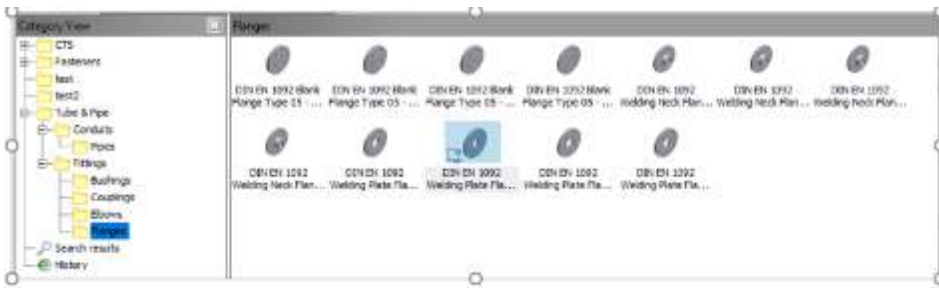 Category View
CTS
Fasteners
test
test2
Tube & Pipe
Conduits
Pipes
Fittings
Bushings
Couplings
Elbows
Flanges
Search results
History
Flanges
DIN EN 1092 Blank
Flange Type 05 - ...
DIN EN 1092 Blank
Flange Type 05 - ...
DIN EN 1092 Blank
Flange Type 05 - ...
DIN EN 1092 Blank
Flange Type 05 - ...
DIN EN 1092
Welding Neck Flan...
DIN EN 1092
Welding Neck Flan...
DIN EN 1092
Welding Neck Flan...
DIN EN 1092
Welding Neck Flan...
DIN EN 1092
Welding Plate Fla...
DIN EN 1092
Welding Plate Fla...
DIN EN 1092
Welding Plate Fla...
DIN EN 1092
Welding Plate Fla...